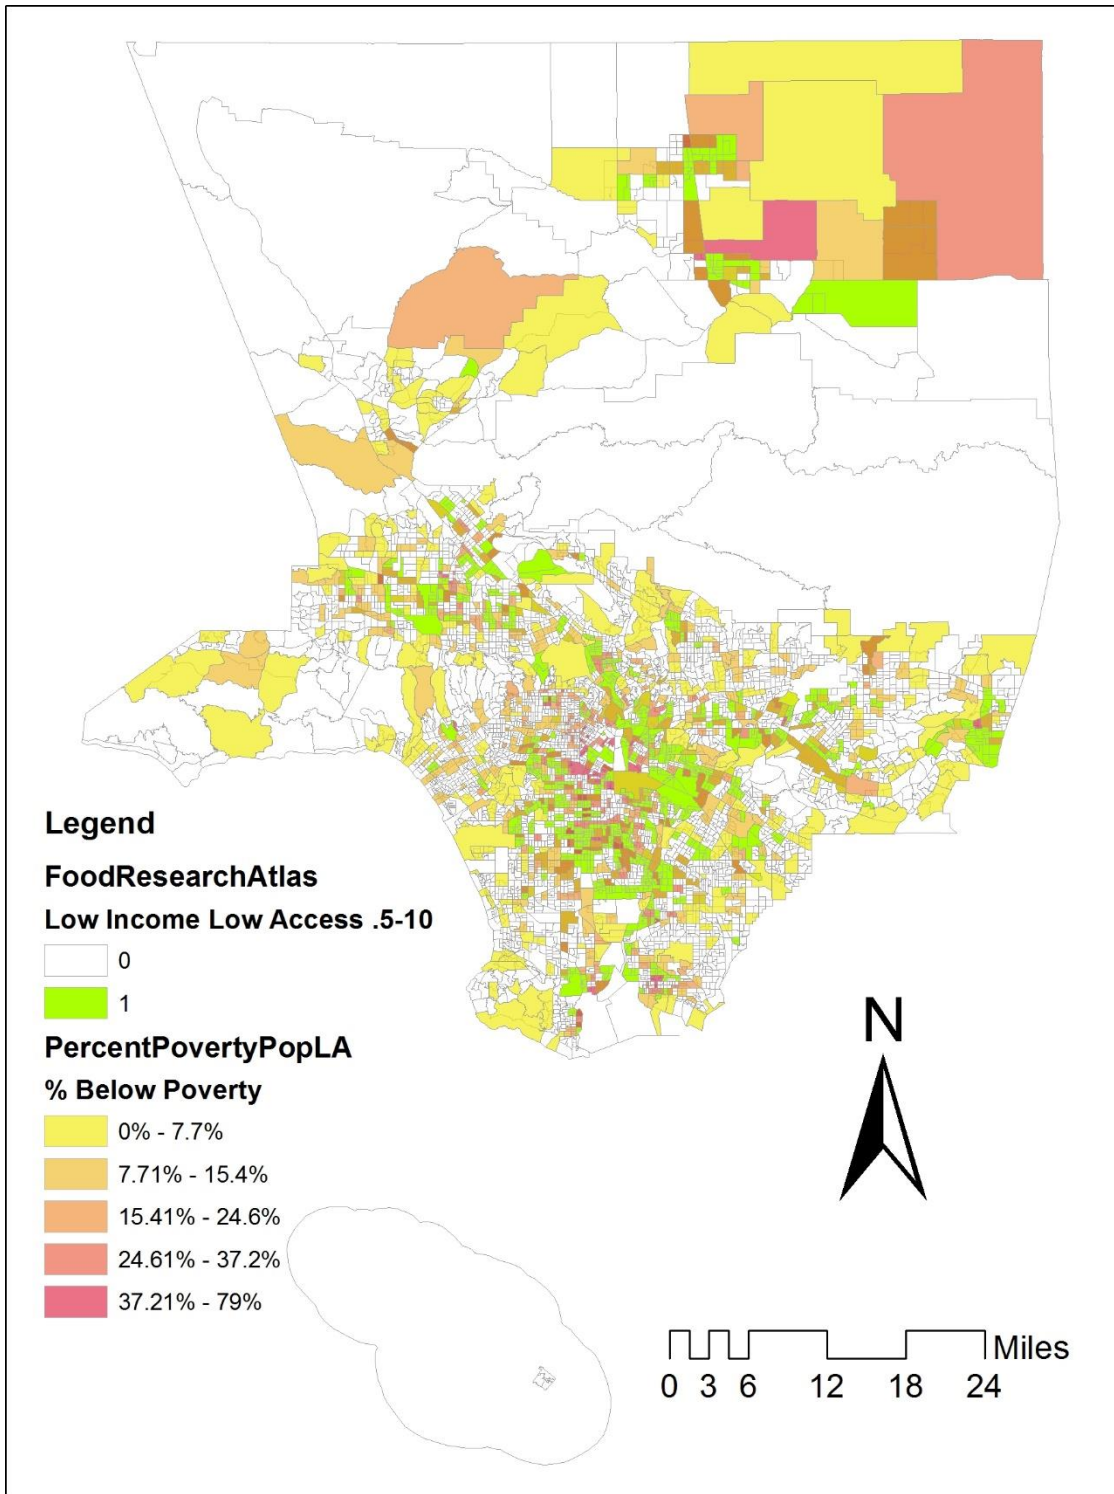 Legend
FoodResearchAtlas
Low Income Low Access .5-10
0
1
PercentPovertyPopLA
% Below Poverty
0% - 7.7%
7.71% - 15.4%
15.41% - 24.6%
24.61% - 37.2%
37.21% - 79%
N
Miles
0 3 6 12 18 24